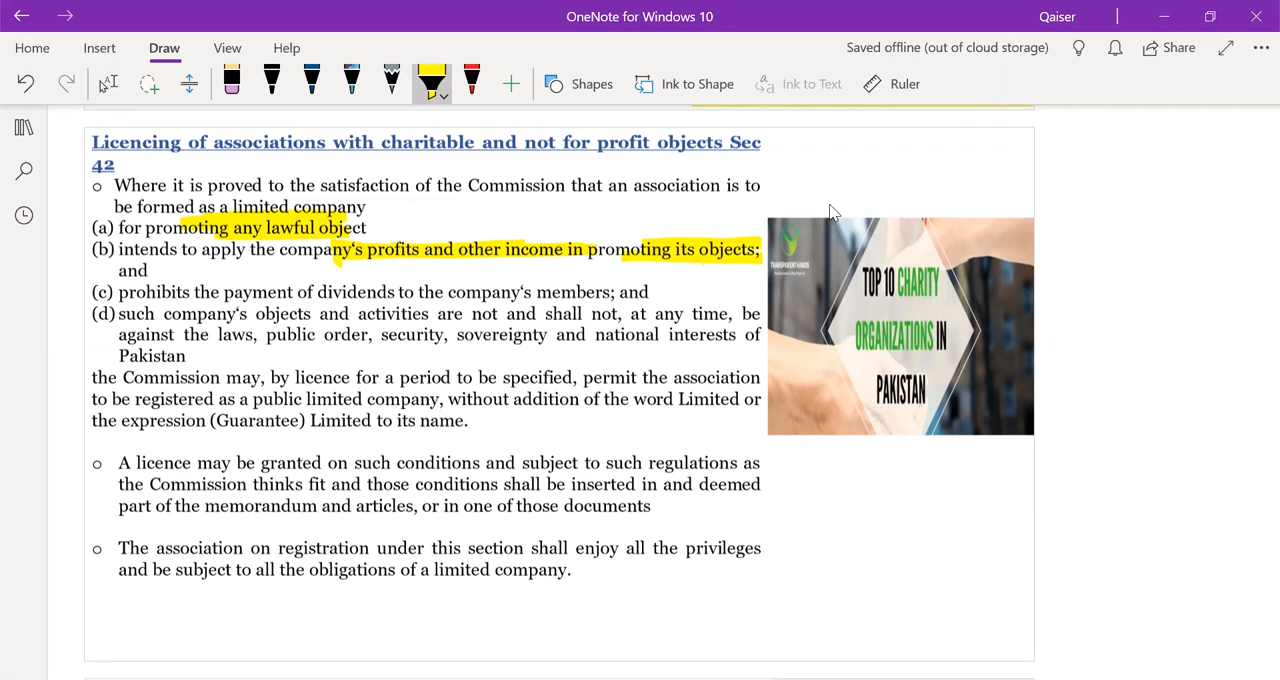 OneNote for Windows 10
Qaiser
Home Insert Draw View Help
Saved offline (out of cloud storage)
Share
Shapes
Ink to Shape
Ink to Text
Ruler
Licencing of associations with charitable and not for profit objects Sec
42
o Where it is proved to the satisfaction of the Commission that an association is to
be formed as a limited company
(a) for promoting any lawful object
(b) intends to apply the company‘s profits and other income in promoting its objects;
and
(c) prohibits the payment of dividends to the company‘s members; and
(d) such company‘s objects and activities are not and shall not, at any time, be
against the laws, public order, security, sovereignty and national interests of
Pakistan
the Commission may, by licence for a period to be specified, permit the association
to be registered as a public limited company, without addition of the word Limited or
the expression (Guarantee) Limited to its name.
o A licence may be granted on such conditions and subject to such regulations as
the Commission thinks fit and those conditions shall be inserted in and deemed
part of the memorandum and articles, or in one of those documents
o The association on registration under this section shall enjoy all the privileges
and be subject to all the obligations of a limited company.
TRANSPARENT HANDS
TOP 10 CHARITY
ORGANIZATIONS IN
PAKISTAN